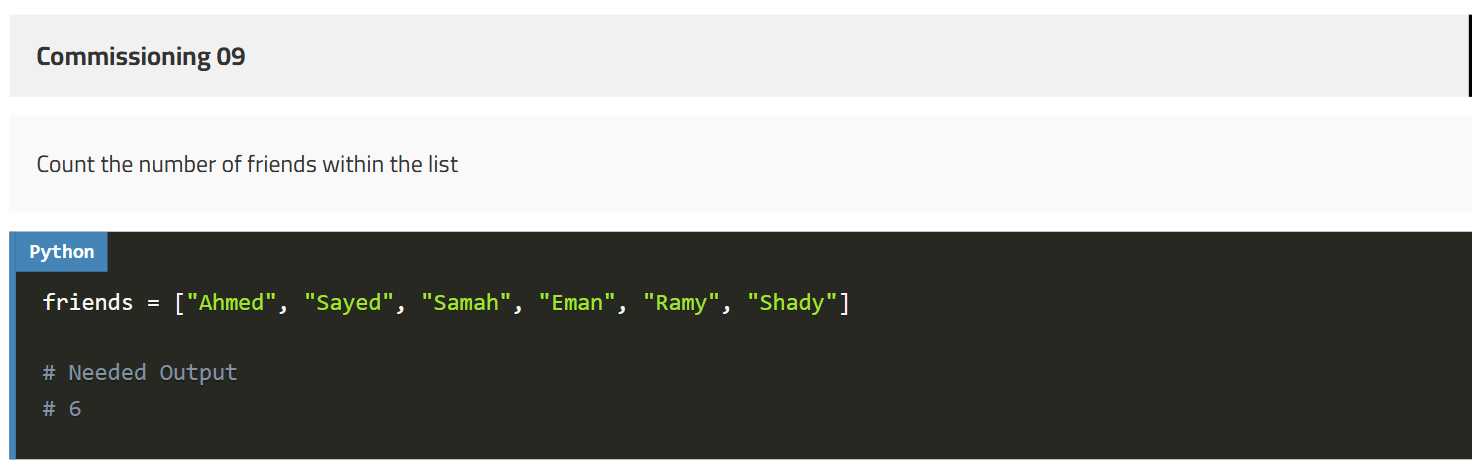 Commissioning 09
Count the number of friends within the list
Python
friends = ["Ahmed", "Sayed", "Samah", "Eman", "Ramy", "Shady"]
# Needed Output
# 6